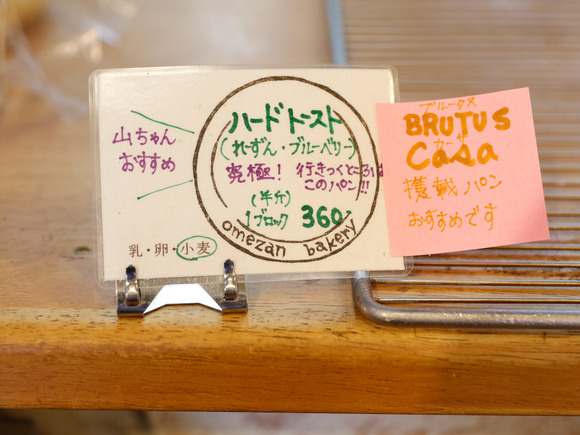 山ちゃん
おすすめ
ハードトースト
(れーずん・ブルーベリー)
究極! 行きつくところは
このパン!!
(半斤)
1ブロック 360-
omezan bakery
乳・卵・小麦
ブルータス
BRUTUS
カーサ
Casa
掲載パン
おすすめです